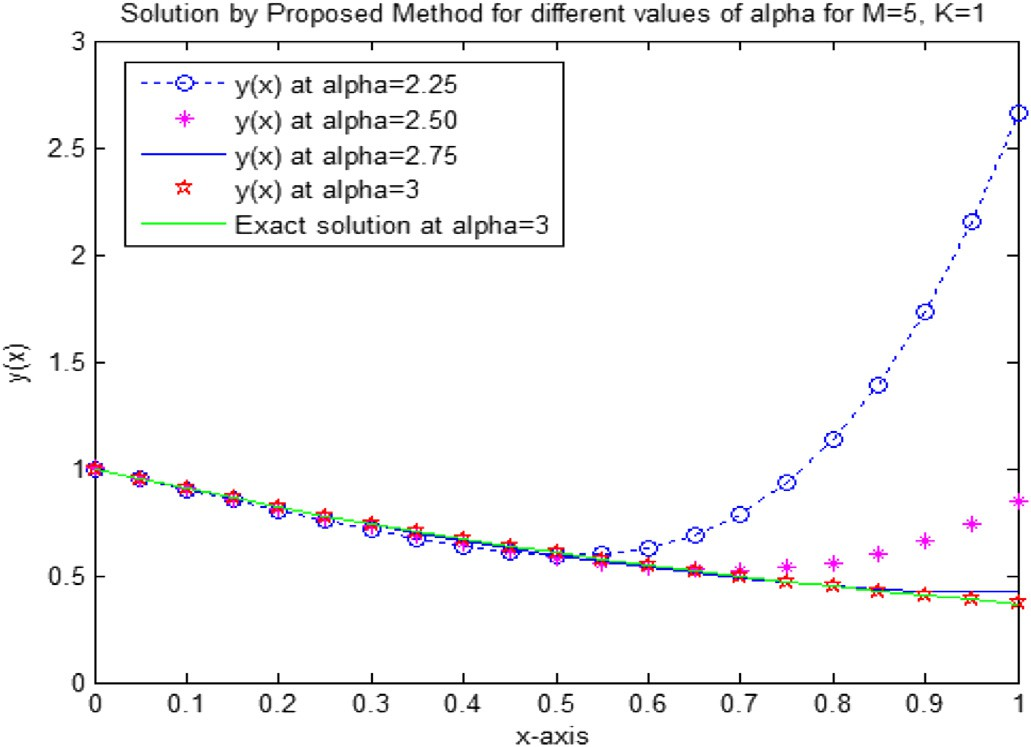 Solution by Proposed Method for different values of alpha for M=5, K=1
y(x) at alpha=2.25
y(x) at alpha=2.50
y(x) at alpha=2.75
y(x) at alpha=3
Exact solution at alpha=3
3
2.5
2
1.5
1
0.5
0
y(x)
0 0.1 0.2 0.3 0.4 0.5 0.6 0.7 0.8 0.9 1
x-axis